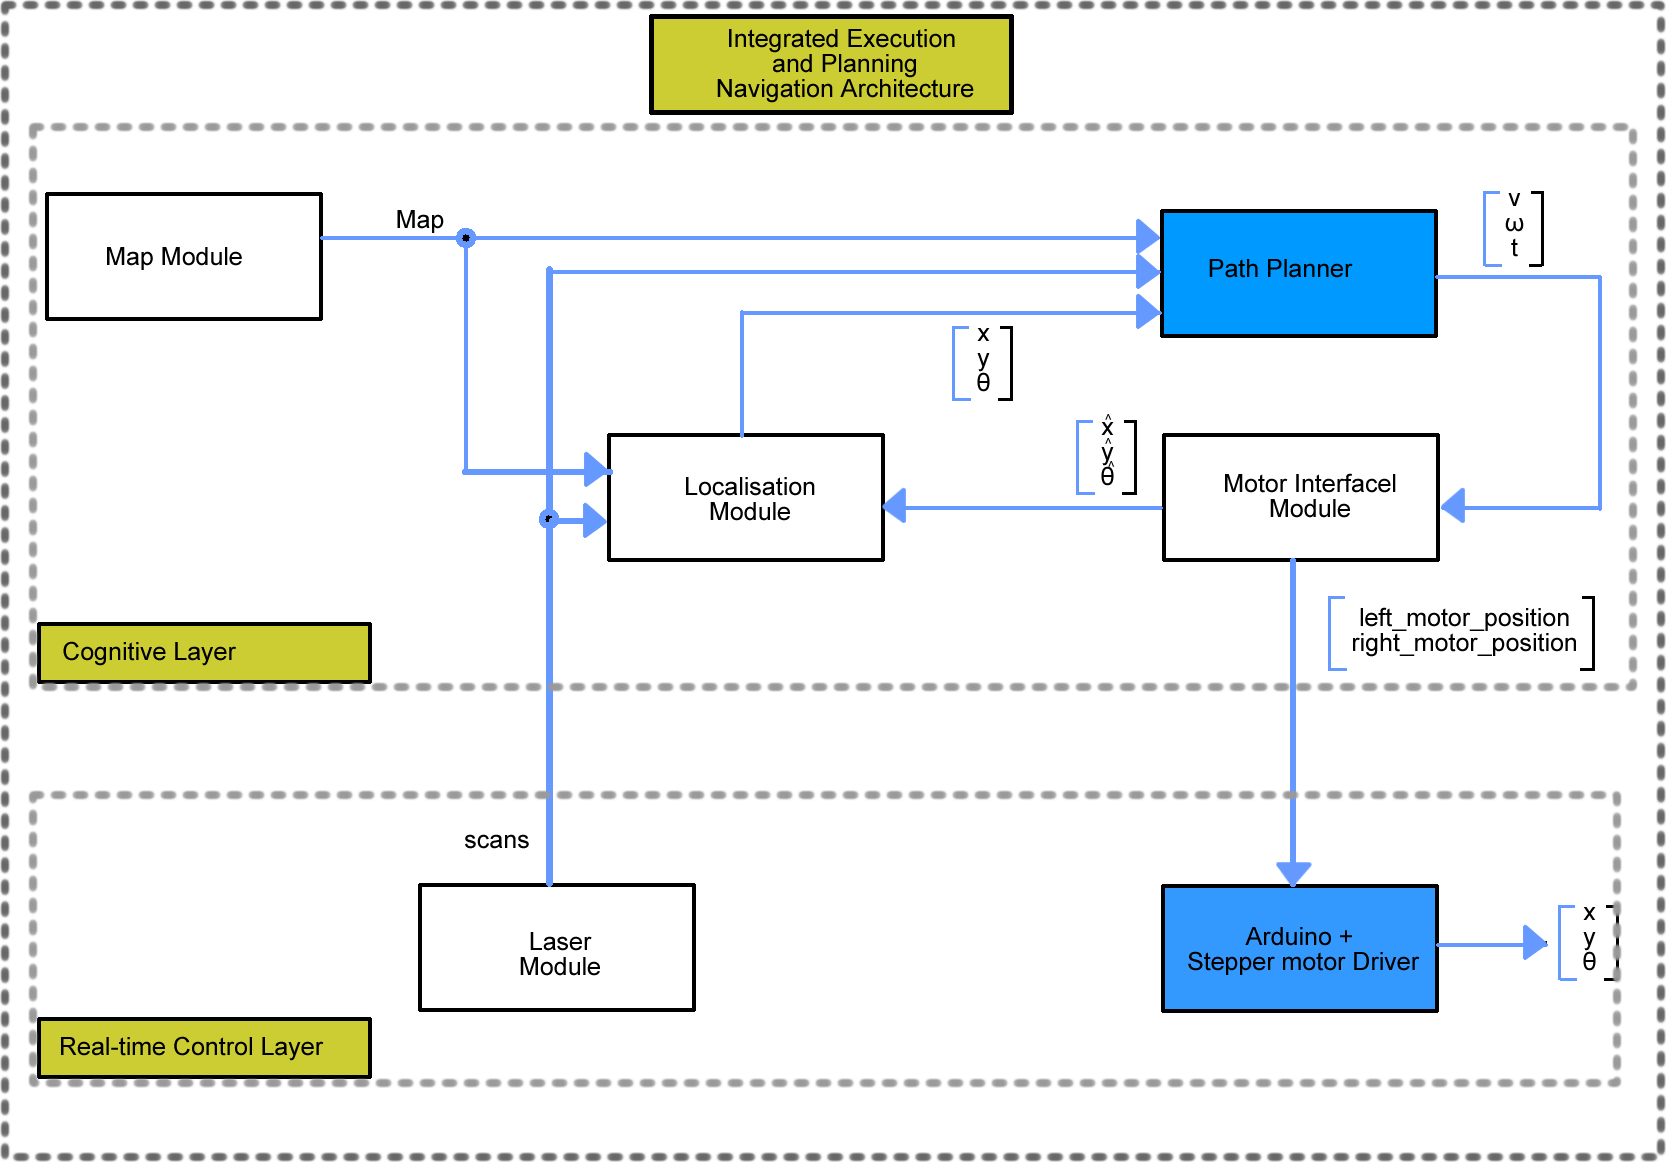 Integrated Execution
and Planning
Navigation Architecture
Map Module
Map
Path Planner
v
ω
t
x
y
θ
x̂
ŷ
θ̂
Localisation
Module
Motor Interfacel
Module
left_motor_position
right_motor_position
Cognitive Layer
scans
Laser
Module
Arduino +
Stepper motor Driver
x
y
θ
Real-time Control Layer